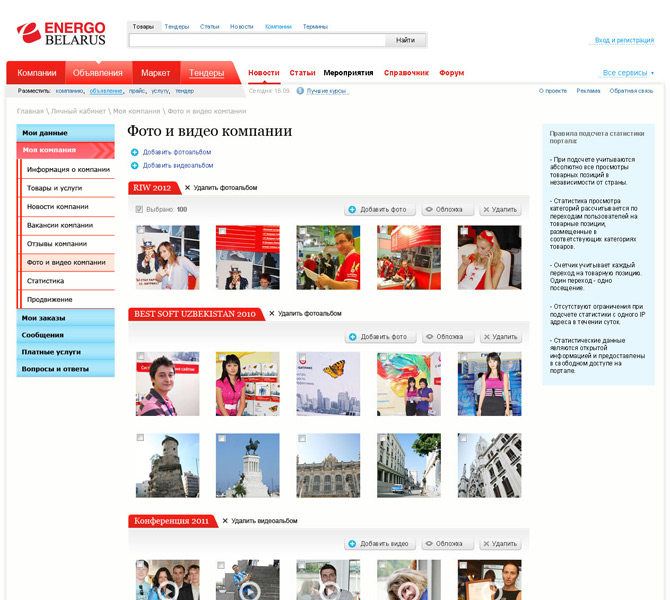 ENERGO
BELARUS
Товары Тендеры Статьи Новости Компании Термины
Найти
Вход и регистрация
Компании Объявления Маркет Тендеры Новости Статьи Мероприятия Справочник Форум Все сервисы
Разместить: компанию, объявление, прайс, услугу, тендер
Сегодня: 16.09 Лучшие курсы
О проекте Реклама Обратная связь
Главная \ Личный кабинет \ Моя компания \ Фото и видео компании
Мои данные
Моя компания
Информация о компании
Товары и услуги
Новости компании
Вакансии компании
Отзывы компании
Фото и видео компании
Статистика
Продвижение
Мои заказы
Сообщения
Платные услуги
Вопросы и ответы
Фото и видео компании
Добавить фотоальбом
Добавить видеоальбом
RIW 2012 Удалить фотоальбом
Выбрано: 100 Добавить фото Обложка Удалить
BEST SOFT UZBEKISTAN 2010 Удалить фотоальбом
Добавить фото Обложка Удалить
Конференция 2011 Удалить видеоальбом
Добавить видео Обложка Удалить
Правила подсчета статистики
портала:
- При подсчете учитываются
абсолютно все просмотры
товарных позиций в
независимости от страны.
- Статистика просмотра
категорий рассчитывается по
переходам пользователей на
товарные позиции,
размещенные в
соответствующих категориях
товаров.
- Счетчик учитывает каждый
переход на товарную позицию.
Один переход - одно
посещение.
- Отсутствуют ограничения при
подсчете статистики с одного IP
адреса в течении суток.
- Статистические данные
являются открытой
информацией и предоставлены
в свободном доступе на
портале.